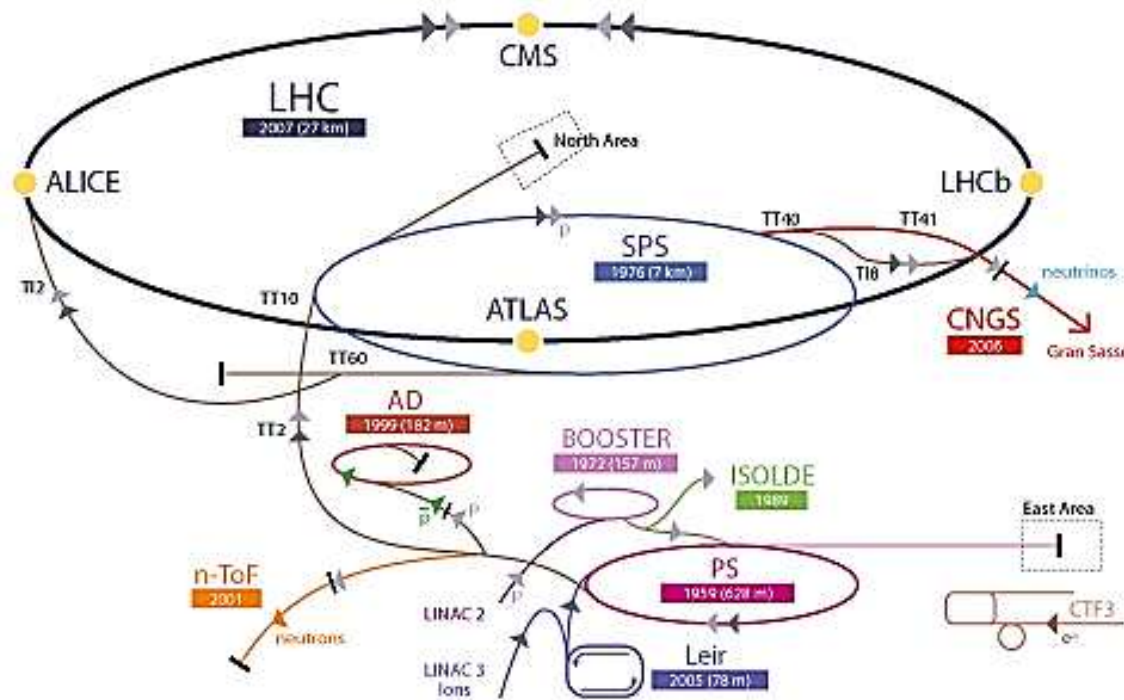 CMS
LHC
2007 (27 km)
North Area
ALICE
LHCb
TT40
TT41
SPS
1976 (7 km)
p
TI8
neutrinos
TI2
TT10
ATLAS
CNGS
2006
Gran Sasso
TT60
AD
1999 (182 m)
TT2
BOOSTER
1972 (157 m)
ISOLDE
1989
p
p
East Area
n-ToF
2001
PS
1959 (628 m)
LINAC 2
p
neutrons
CTF3
e-
LINAC 3
Ions
Leir
2005 (78 m)